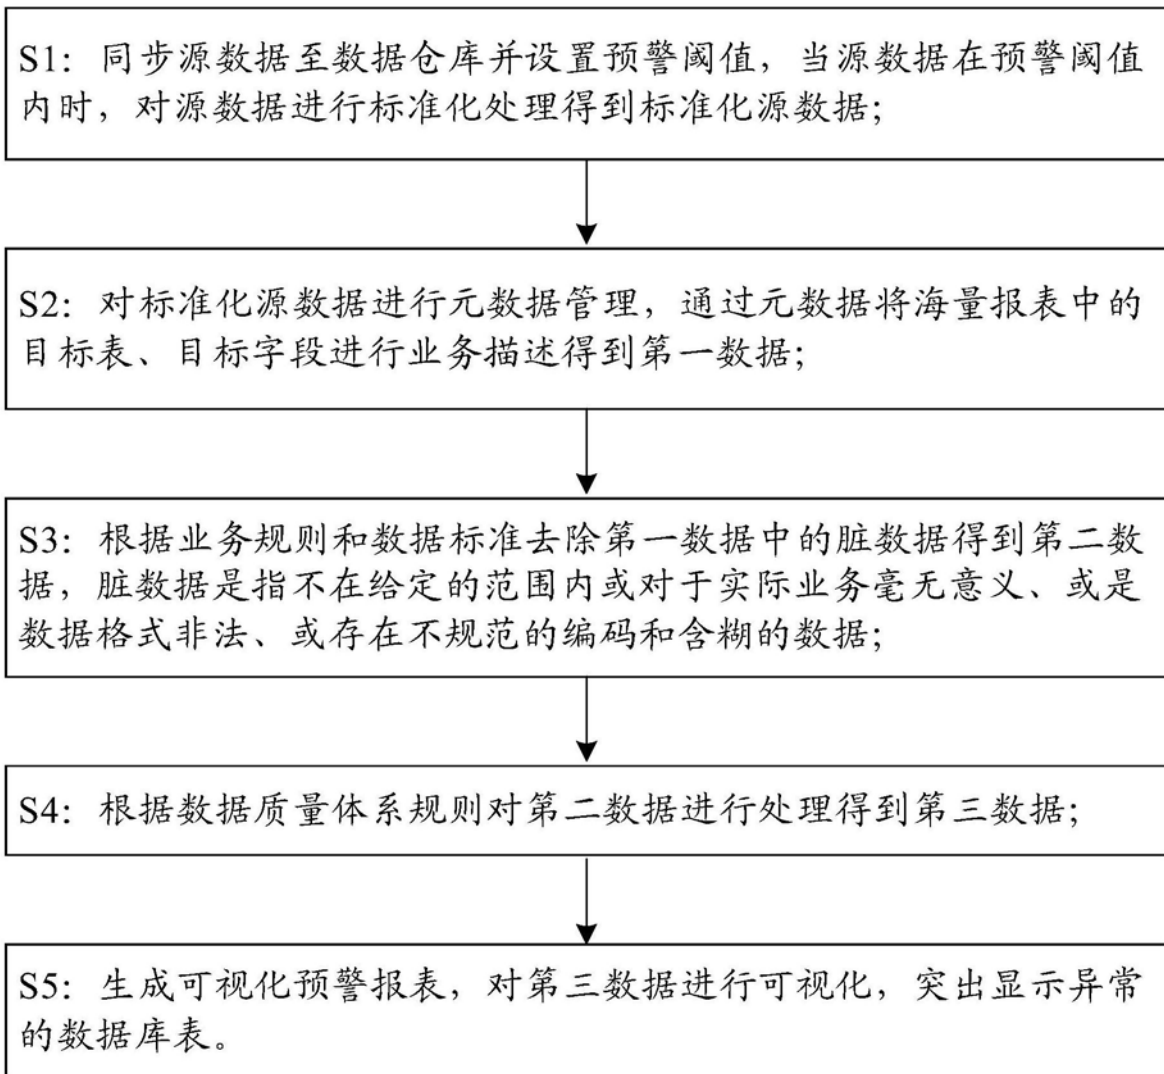 S1：同步源数据至数据仓库并设置预警阈值，当源数据在预警阈值
内时，对源数据进行标准化处理得到标准化源数据；
S2：对标准化源数据进行元数据管理，通过元数据将海量报表中的
目标表、目标字段进行业务描述得到第一数据；
S3：根据业务规则和数据标准去除第一数据中的脏数据得到第二数
据，脏数据是指不在给定的范围内或对于实际业务毫无意义、或是
数据格式非法、或存在不规范的编码和含糊的数据；
S4：根据数据质量体系规则对第二数据进行处理得到第三数据；
S5：生成可视化预警报表，对第三数据进行可视化，突出显示异常
的数据库表。